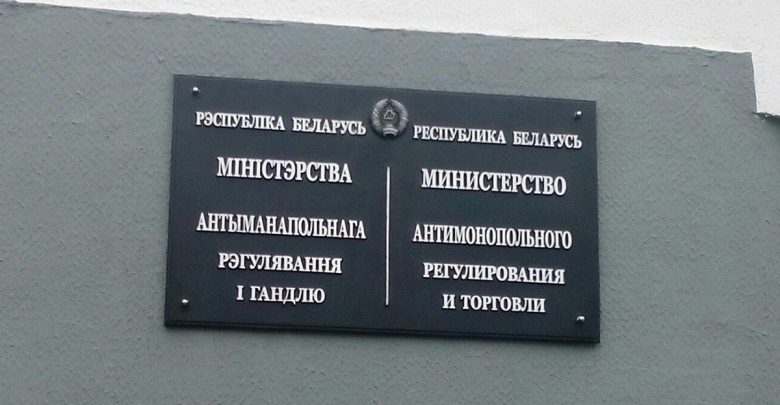 РЭСПУБЛІКА БЕЛАРУСЬ
МІНІСТЭРСТВА
АНТЫМАНАПОЛЬНАГА
РЭГУЛЯВАННЯ
І ГАНДЛЮ
РЕСПУБЛИКА БЕЛАРУСЬ
МИНИСТЕРСТВО
АНТИМОНОПОЛЬНОГО
РЕГУЛИРОВАНИЯ
И ТОРГОВЛИ